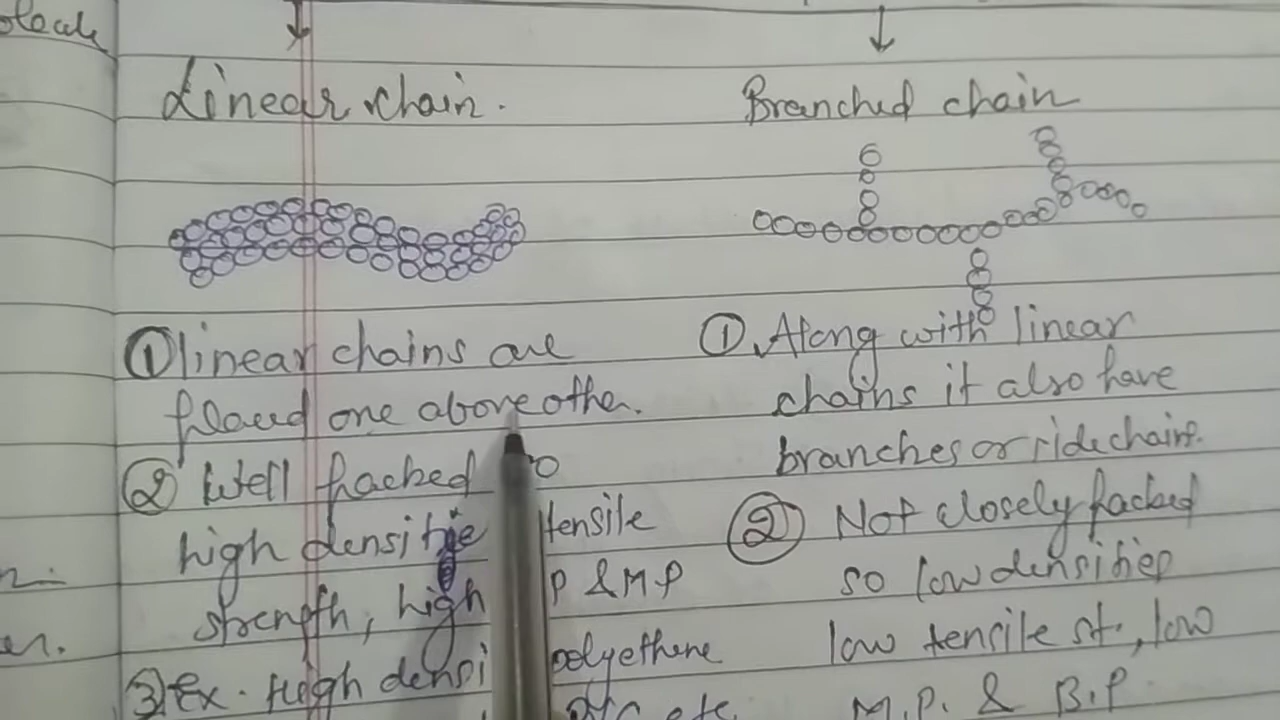 Linear chain.
① linear chains are
placed one above other.
② Well packed so
high densitie tensile
strength, high P & M.P
③ Ex. High densi polyethene
etc.
Branched chain
① Along with linear
chains it also have
branches or side chains.
② Not closely packed
so low densities
low tensile st., low
M.P. & B.P.